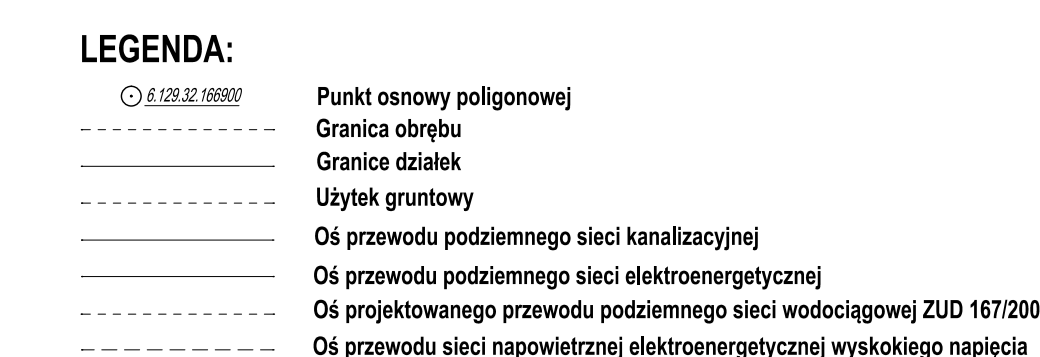 LEGENDA:
6.129.32.166900 Punkt osnowy poligonowej
Granica obrębu
Granice działek
Użytek gruntowy
Oś przewodu podziemnego sieci kanalizacyjnej
Oś przewodu podziemnego sieci elektroenergetycznej
Oś projektowanego przewodu podziemnego sieci wodociągowej ZUD 167/200
Oś przewodu sieci napowietrznej elektroenergetycznej wyskokiego napięcia